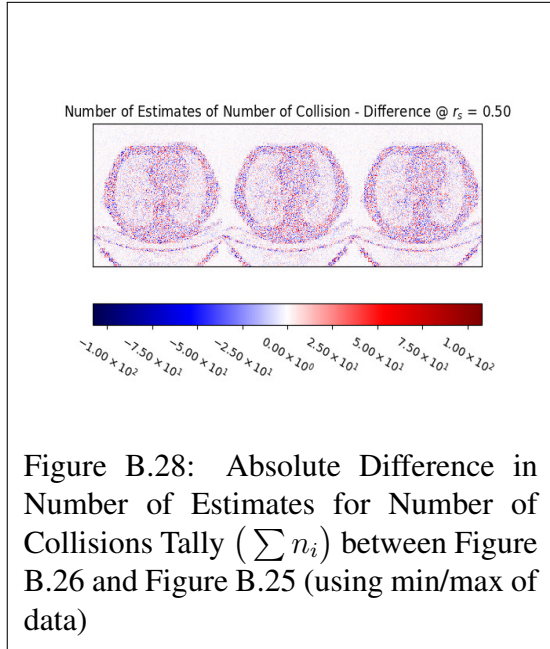 Number of Estimates of Number of Collision - Difference @ r_s = 0.50
−1.00 × 10² −7.50 × 10¹ −5.00 × 10¹ −2.50 × 10¹ 0.00 × 10⁰ 2.50 × 10¹ 5.00 × 10¹ 7.50 × 10¹ 1.00 × 10²
Figure B.28: Absolute Difference in
Number of Estimates for Number of
Collisions Tally (∑ n_i) between Figure
B.26 and Figure B.25 (using min/max of
data)